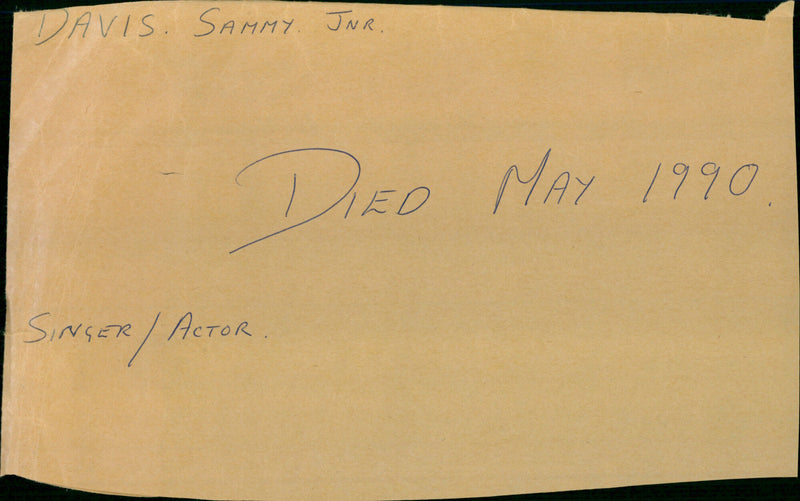 DAVIS. SAMMY. JNR.
- DIED MAY 1990.
SINGER/ACTOR.